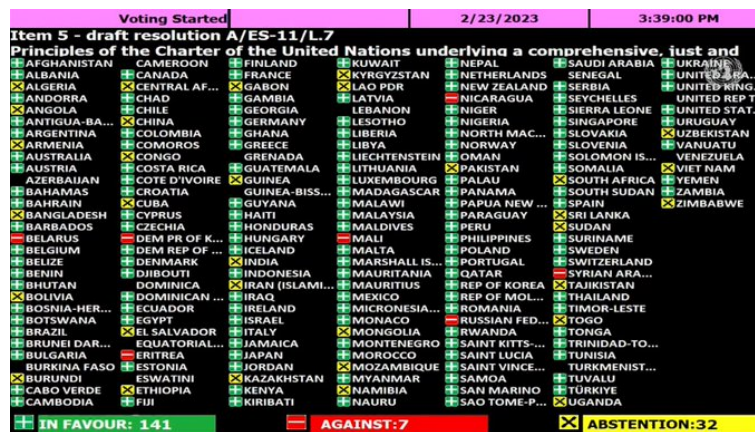 Voting Started 2/23/2023 3:39:00 PM
Item 5 - draft resolution A/ES-11/L.7
Principles of the Charter of the United Nations underlying a comprehensive, just and
AFGHANISTAN CAMEROON FINLAND KUWAIT NEPAL SAUDI ARABIA UKRAINE
ALBANIA CANADA FRANCE KYRGYZSTAN NETHERLANDS SENEGAL
ALGERIA CENTRAL AF... GABON LAO PDR NEW ZEALAND SERBIA UNITED KING.
ANDORRA CHAD GAMBIA LATVIA NICARAGUA SEYCHELLES UNITED REP T
ANGOLA CHILE GEORGIA LEBANON NIGER SIERRA LEONE UNITED STAT.
ANTIGUA-BA... CHINA GERMANY LESOTHO NIGERIA SINGAPORE URUGUAY
ARGENTINA COLOMBIA GHANA LIBERIA NORTH MAC... SLOVAKIA UZBEKISTAN
ARMENIA COMOROS GREECE LIBYA NORWAY SLOVENIA VANUATU
AUSTRALIA CONGO GRENADA LIECHTENSTEIN OMAN SOLOMON IS... VENEZUELA
AUSTRIA COSTA RICA GUATEMALA LITHUANIA PAKISTAN SOMALIA VIET NAM
AZERBAIJAN COTE D'IVOIRE GUINEA LUXEMBOURG PALAU SOUTH AFRICA YEMEN
BAHAMAS CROATIA GUINEA-BISS... MADAGASCAR PANAMA SOUTH SUDAN ZAMBIA
BAHRAIN CUBA GUYANA MALAWI PAPUA NEW ... SPAIN ZIMBABWE
BANGLADESH CYPRUS HAITI MALAYSIA PARAGUAY SRI LANKA
BARBADOS CZECHIA HONDURAS MALDIVES PERU SUDAN
BELARUS DEM PR OF K... HUNGARY MALI PHILIPPINES SURINAME
BELGIUM DEM REP OF ... ICELAND MALTA POLAND SWEDEN
BELIZE DENMARK INDIA MARSHALL IS... PORTUGAL SWITZERLAND
BENIN DJIBOUTI INDONESIA MAURITANIA QATAR SYRIAN ARA...
BHUTAN DOMINICA IRAN (ISLAMI... MAURITIUS REP OF KOREA TAJIKISTAN
BOLIVIA DOMINICAN ... IRAQ MEXICO REP OF MOL... THAILAND
BOSNIA-HER... ECUADOR IRELAND MICRONESIA... ROMANIA TIMOR-LESTE
BOTSWANA EGYPT ISRAEL MONACO RUSSIAN FED... TOGO
BRAZIL EL SALVADOR ITALY MONGOLIA RWANDA TONGA
BRUNEI DAR... EQUATORIAL... JAMAICA MONTENEGRO SAINT KITTS-... TRINIDAD-TO...
BULGARIA ERITREA JAPAN MOROCCO SAINT LUCIA TUNISIA
BURKINA FASO ESTONIA JORDAN MOZAMBIQUE SAINT VINCE... TURKMENIST...
BURUNDI ESWATINI KAZAKHSTAN MYANMAR SAMOA TUVALU
CABO VERDE ETHIOPIA KENYA NAMIBIA SAN MARINO TÜRKIYE
CAMBODIA FIJI KIRIBATI NAURU SAO TOME-P... UGANDA
IN FAVOUR: 141 AGAINST:7 ABSTENTION:32